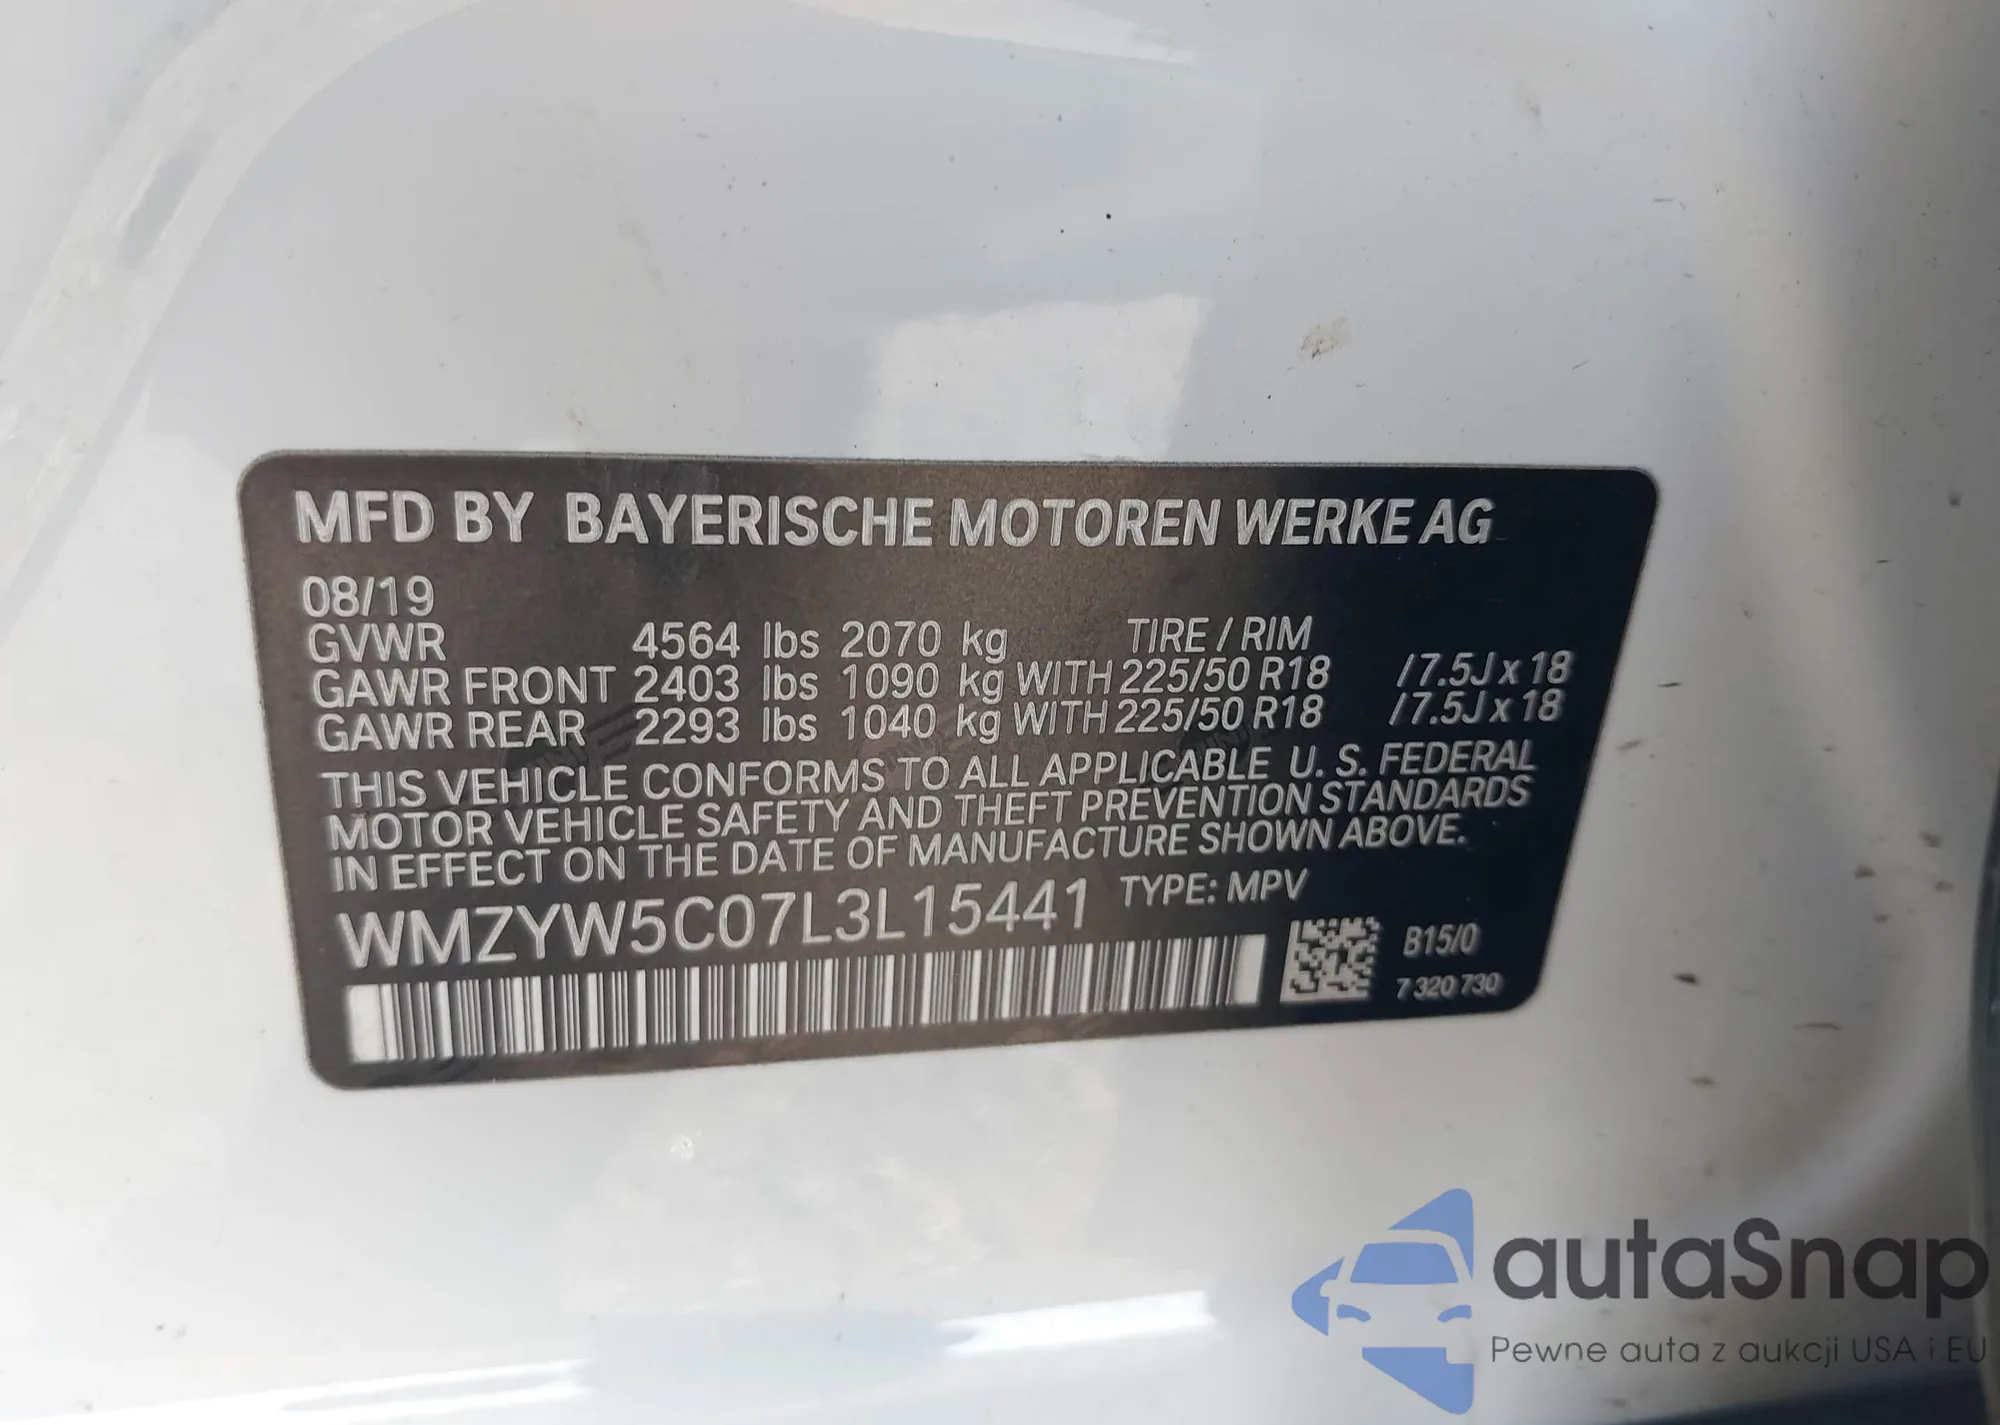 MFD BY BAYERISCHE MOTOREN WERKE AG
08/19
GVWR 4564 lbs 2070 kg TIRE / RIM
GAWR FRONT 2403 lbs 1090 kg WITH 225/50 R18 /7.5J x 18
GAWR REAR 2293 lbs 1040 kg WITH 225/50 R18 /7.5J x 18
THIS VEHICLE CONFORMS TO ALL APPLICABLE U. S. FEDERAL
MOTOR VEHICLE SAFETY AND THEFT PREVENTION STANDARDS
IN EFFECT ON THE DATE OF MANUFACTURE SHOWN ABOVE.
WMZYW5C07L3L15441 TYPE: MPV
B15/0
7 320 730
autaSnap
Pewne auta z aukcji USA i EU